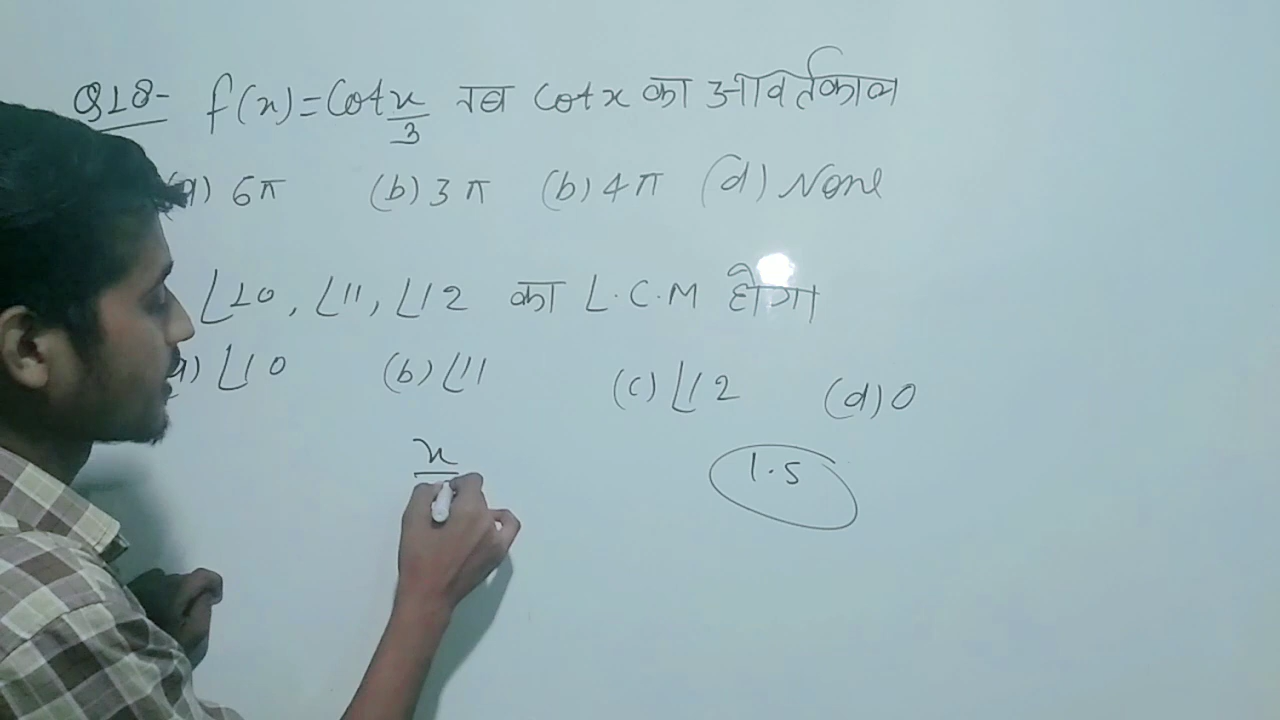 Q18- f(x)=Cot x/3 तब Cotx का आवर्तकाल
a) 6π (b) 3π (b) 4π (d) None
⌊10, ⌊11, ⌊12 का L.C.M होगा
a) ⌊10 (b) ⌊11 (c) ⌊12 (d) 0
x
1.5